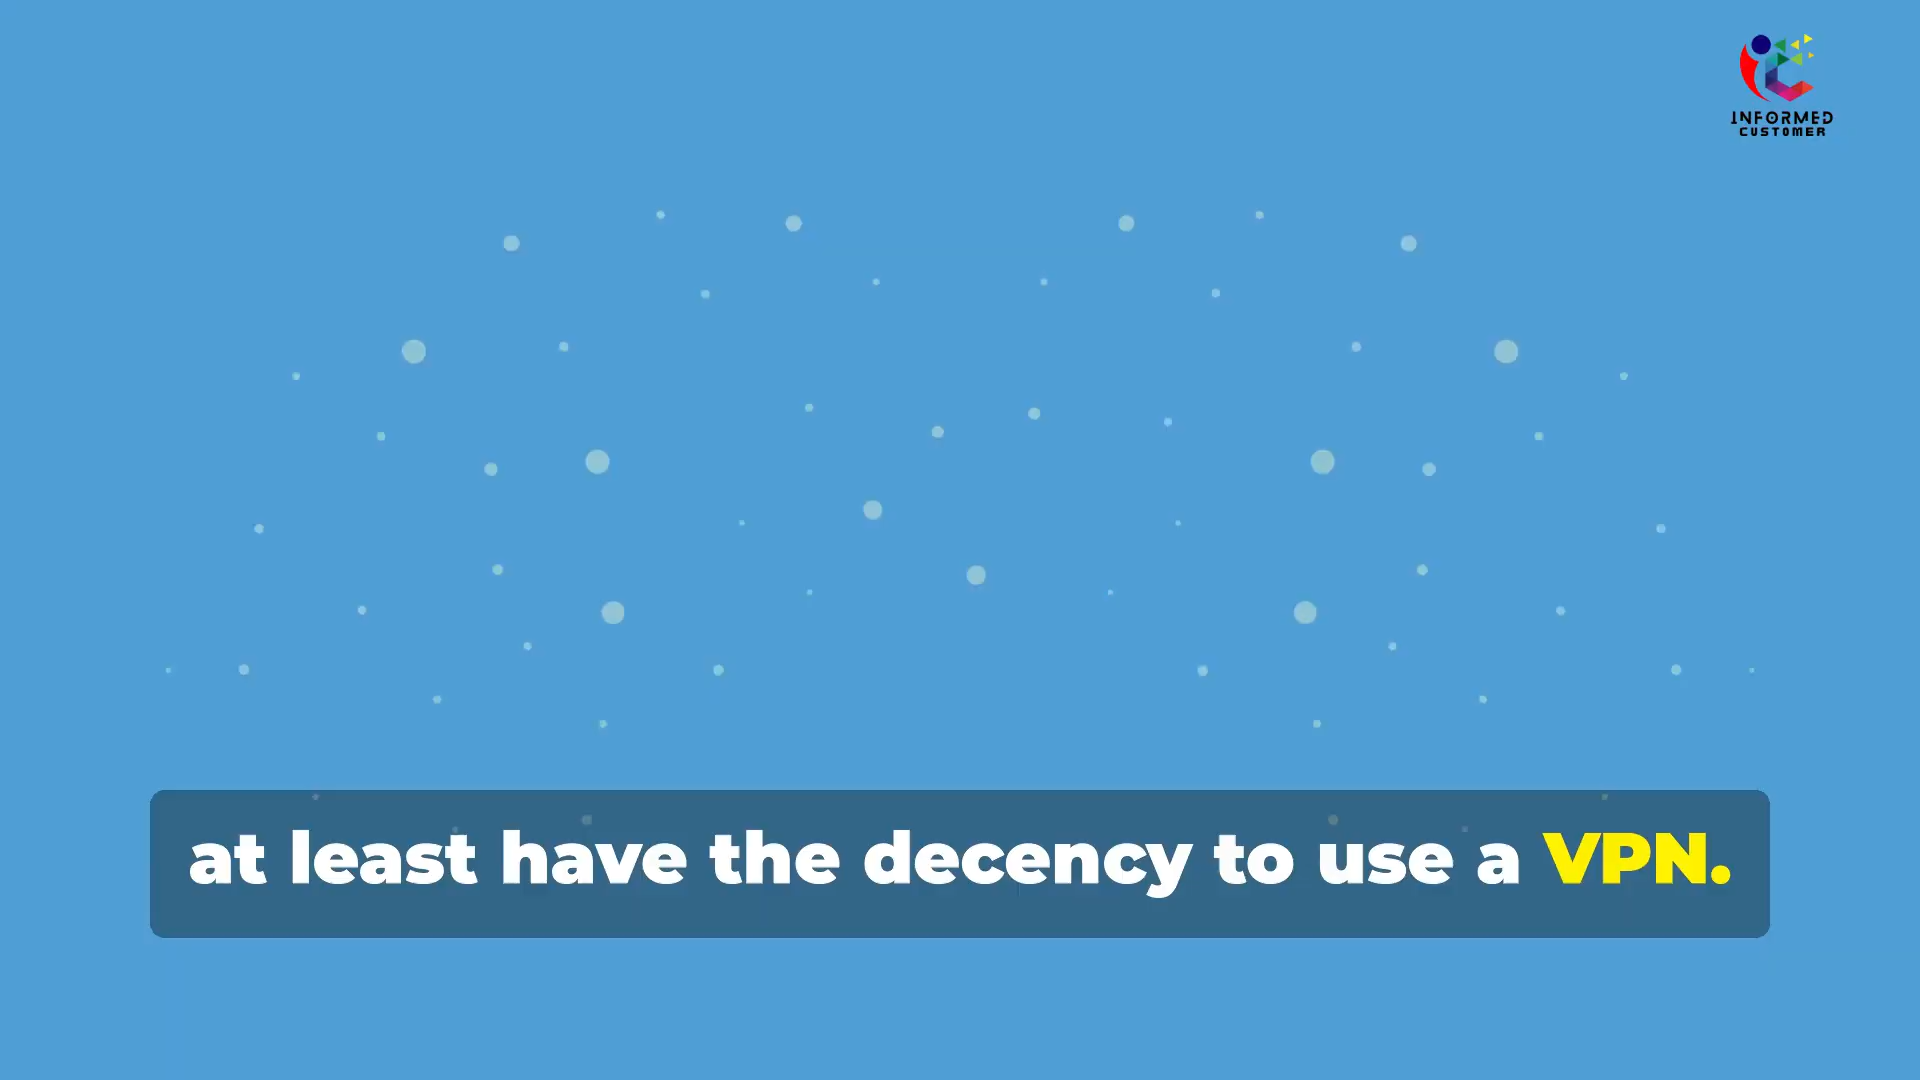 INFORMED
CUSTOMER
at least have the decency to use a VPN.